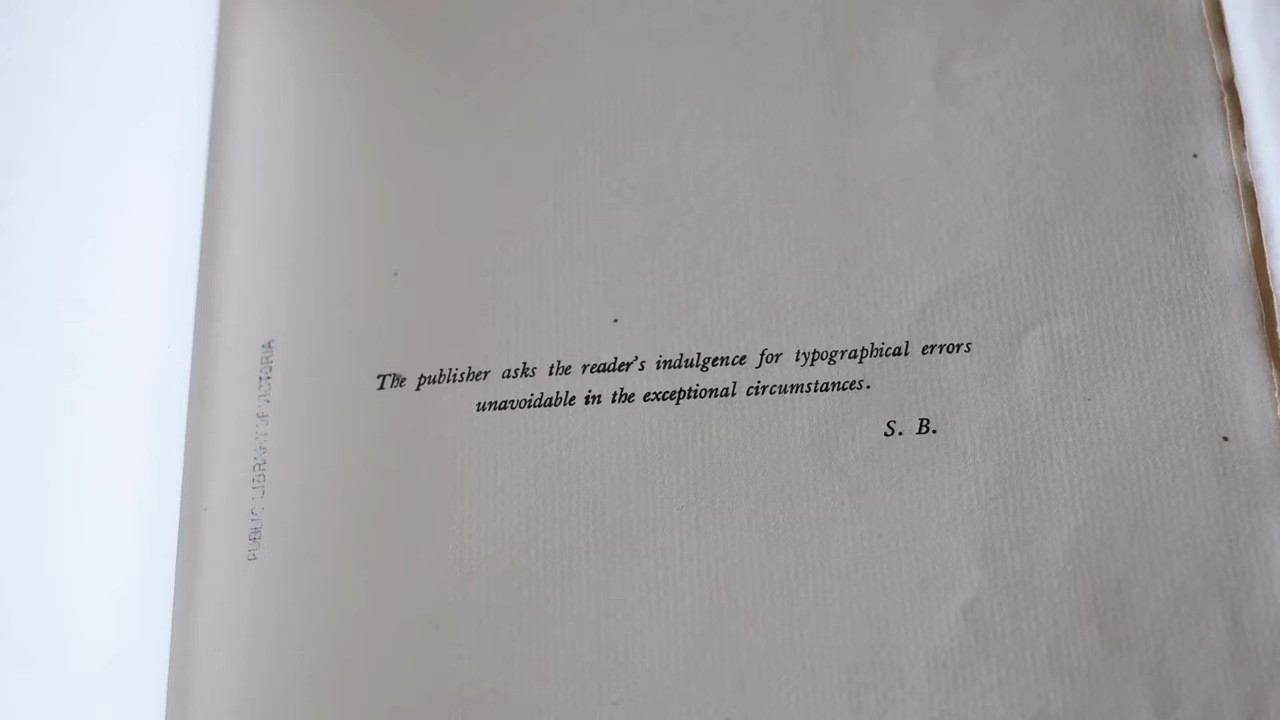 The publisher asks the reader's indulgence for typographical errors
unavoidable in the exceptional circumstances.
S. B.
PUBLIC LIBRARY OF VICTORIA